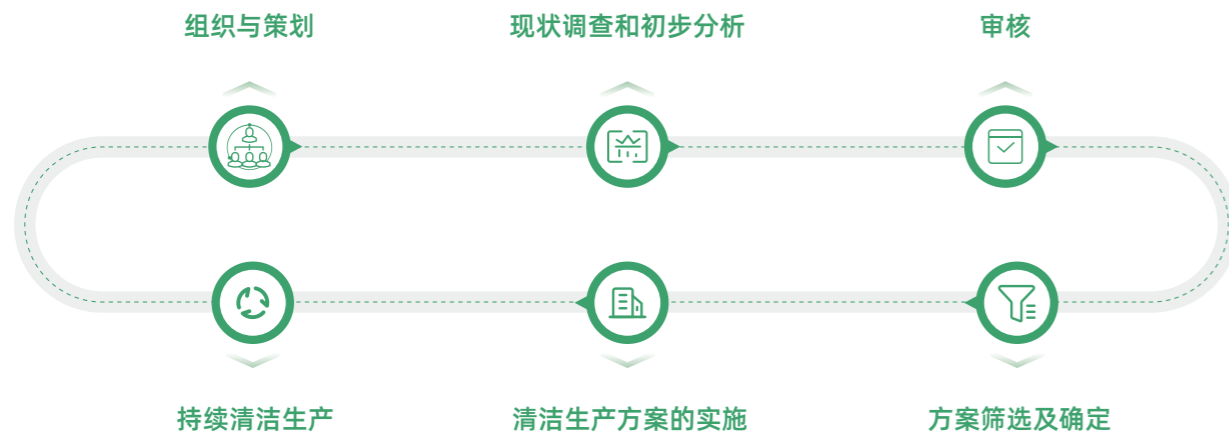 组织与策划
现状调查和初步分析
审核
持续清洁生产
清洁生产方案的实施
方案筛选及确定